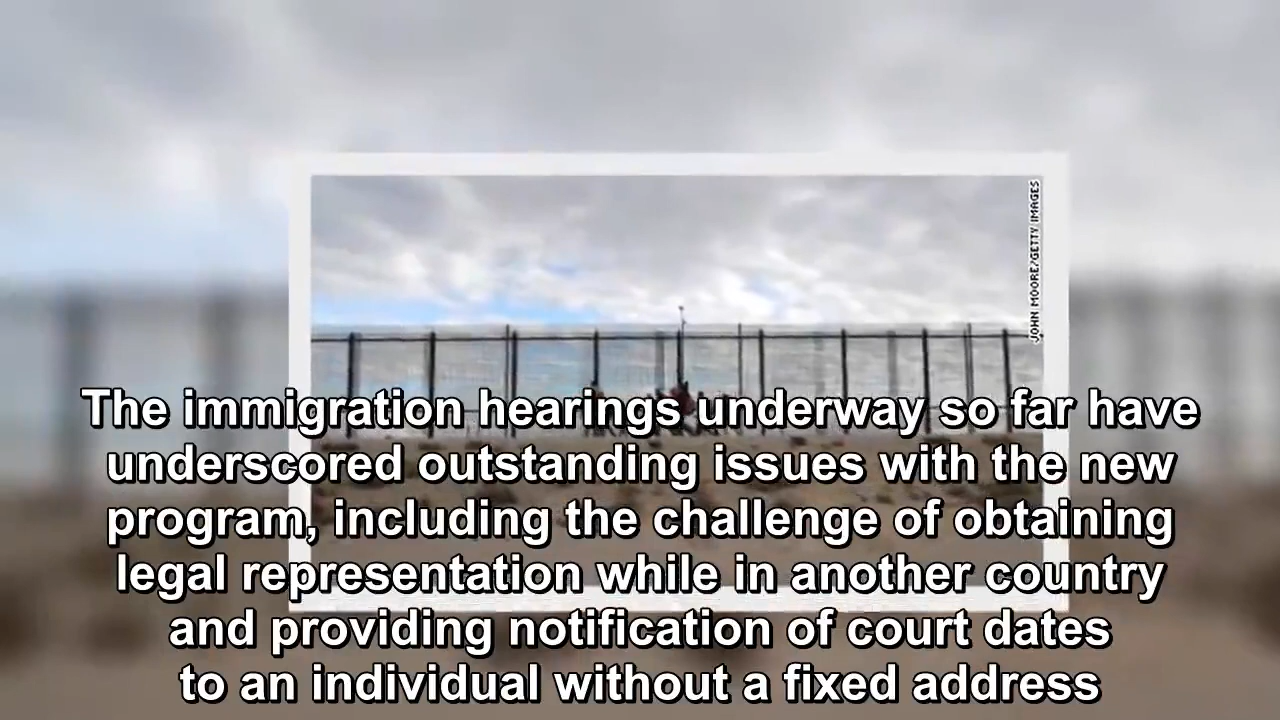 JOHN MOORE/GETTY IMAGES
The immigration hearings underway so far have
underscored outstanding issues with the new
program, including the challenge of obtaining
legal representation while in another country
and providing notification of court dates
to an individual without a fixed address